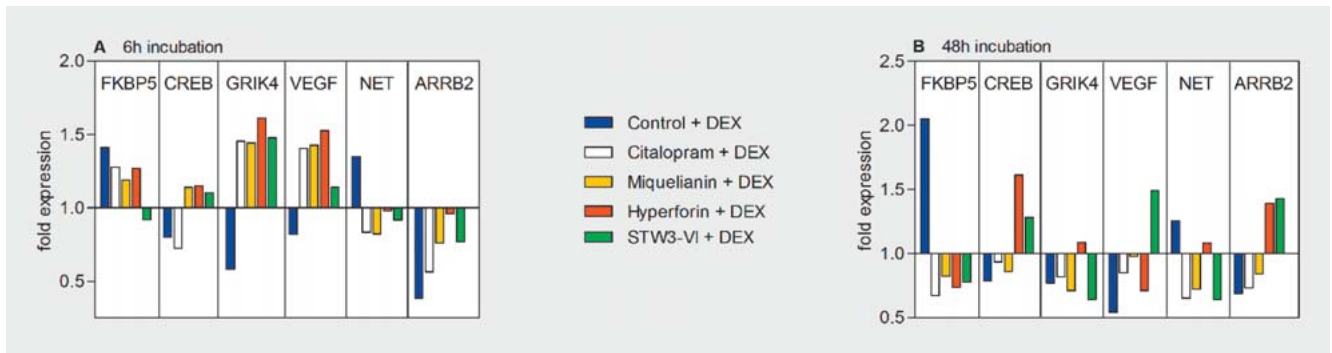 A 6h incubation
2.0
FKBP5 CREB GRIK4 VEGF NET ARRB2
1.5
fold expression
1.0
0.5
Control + DEX
Citalopram + DEX
Miquelianin + DEX
Hyperforin + DEX
STW3-VI + DEX
B 48h incubation
2.5
FKBP5 CREB GRIK4 VEGF NET ARRB2
2.0
fold expression
1.5
1.0
0.5